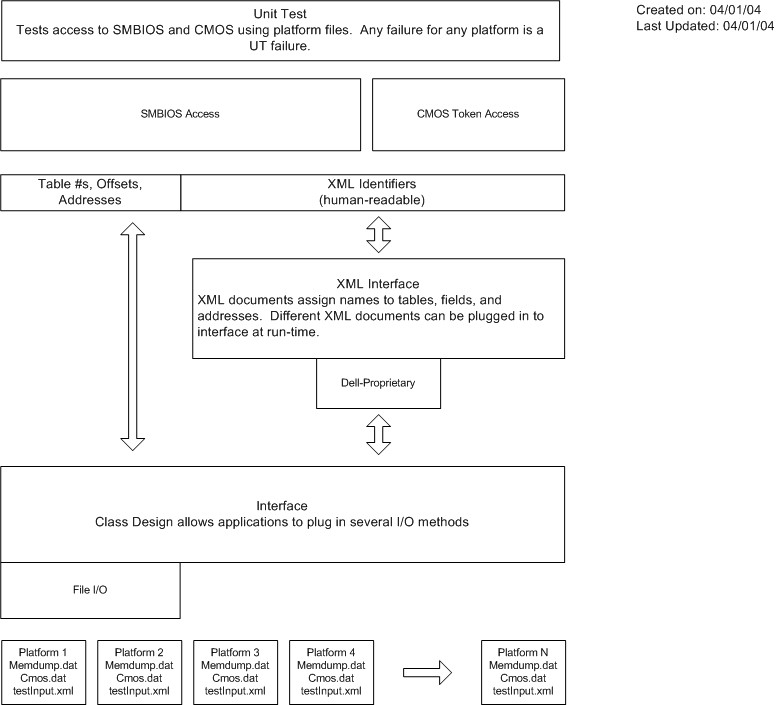 Unit Test
Tests access to SMBIOS and CMOS using platform files.  Any failure for any platform is a
UT failure.
Created on: 04/01/04
Last Updated: 04/01/04
SMBIOS Access
CMOS Token Access
Table #s, Offsets,
Addresses
XML Identifiers
(human-readable)
XML Interface
XML documents assign names to tables, fields, and
addresses.  Different XML documents can be plugged in to
interface at run-time.
Dell-Proprietary
Interface
Class Design allows applications to plug in several I/O methods
File I/O
Platform 1
Memdump.dat
Cmos.dat
testInput.xml
Platform 2
Memdump.dat
Cmos.dat
testInput.xml
Platform 3
Memdump.dat
Cmos.dat
testInput.xml
Platform 4
Memdump.dat
Cmos.dat
testInput.xml
Platform N
Memdump.dat
Cmos.dat
testInput.xml